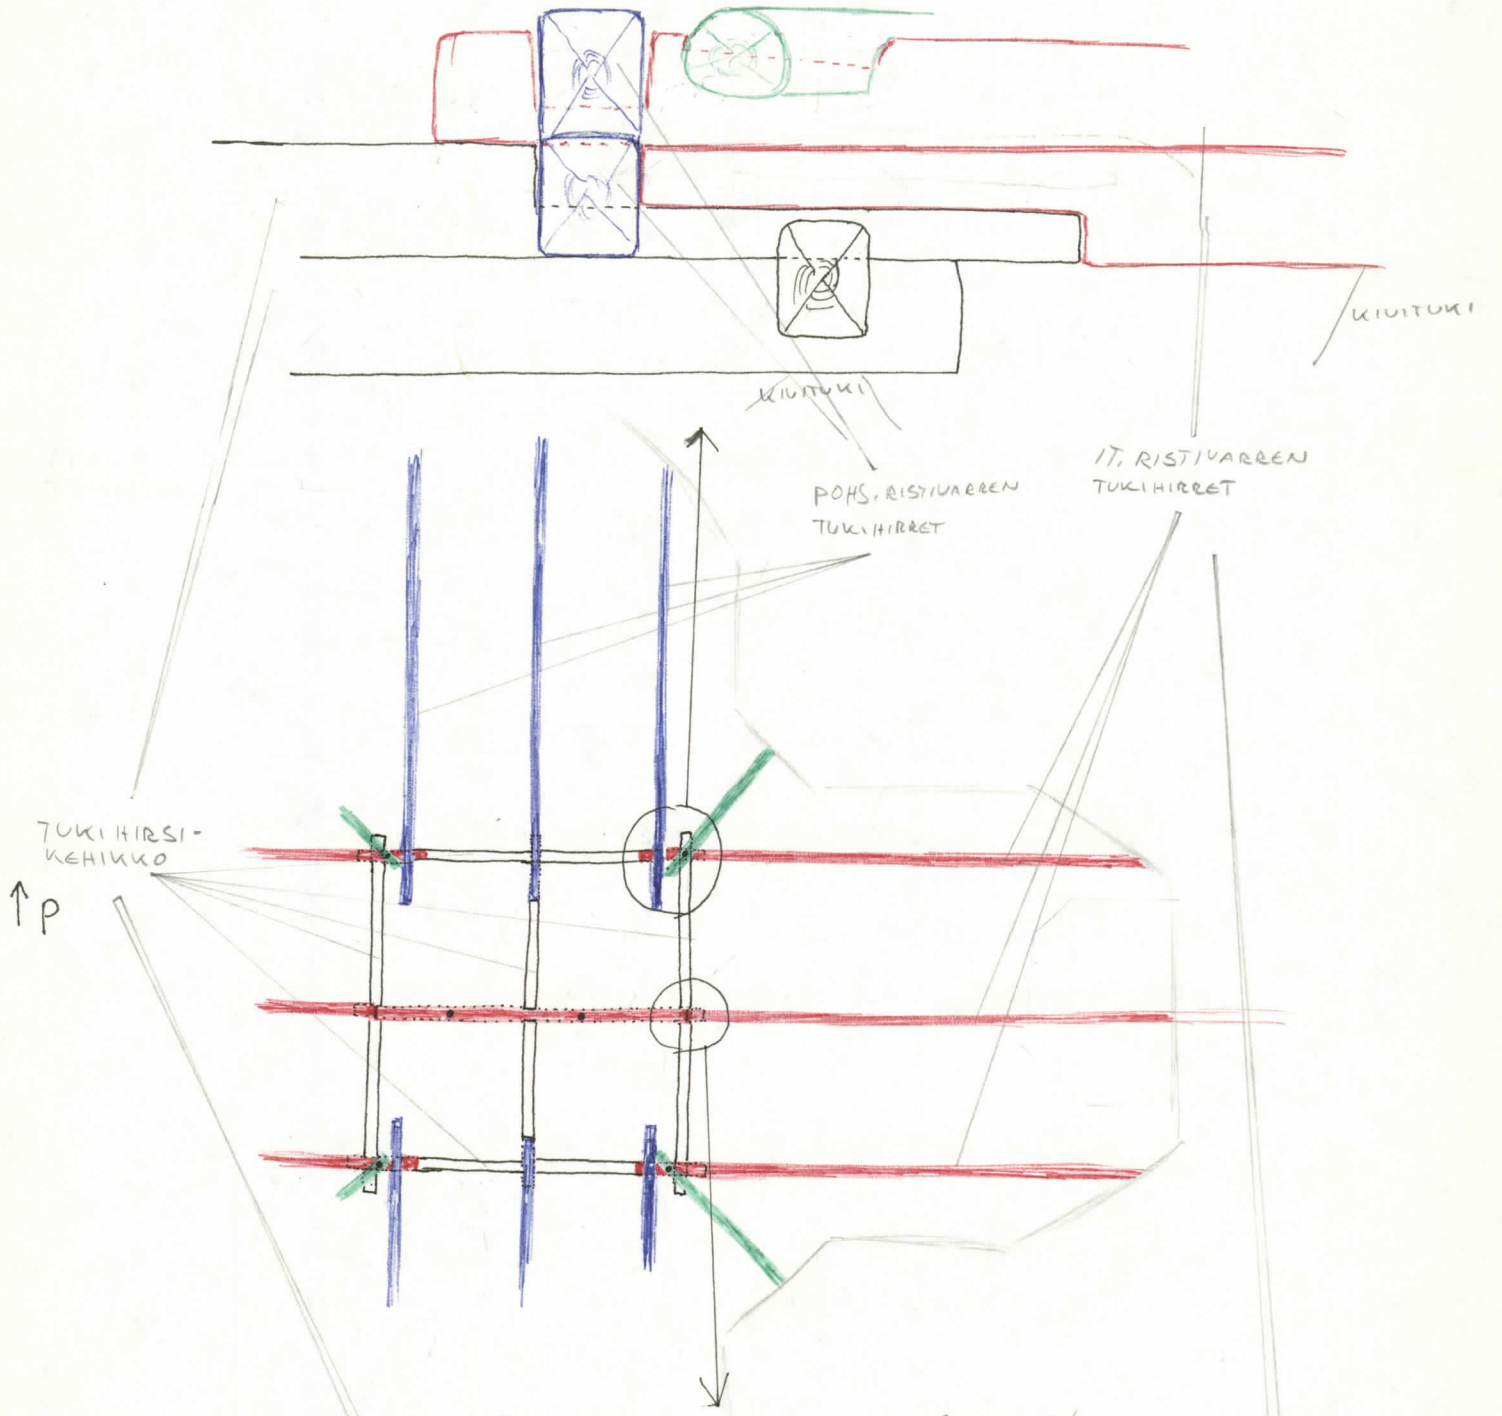 KIVITUKI
KIVITUKI
IT. RISTIVARREN
TUKIHIRRET
POHJ. RISTIVARREN
TUKIHIRRET
TUKIHIRSI-
KEHIKKO
↑ P